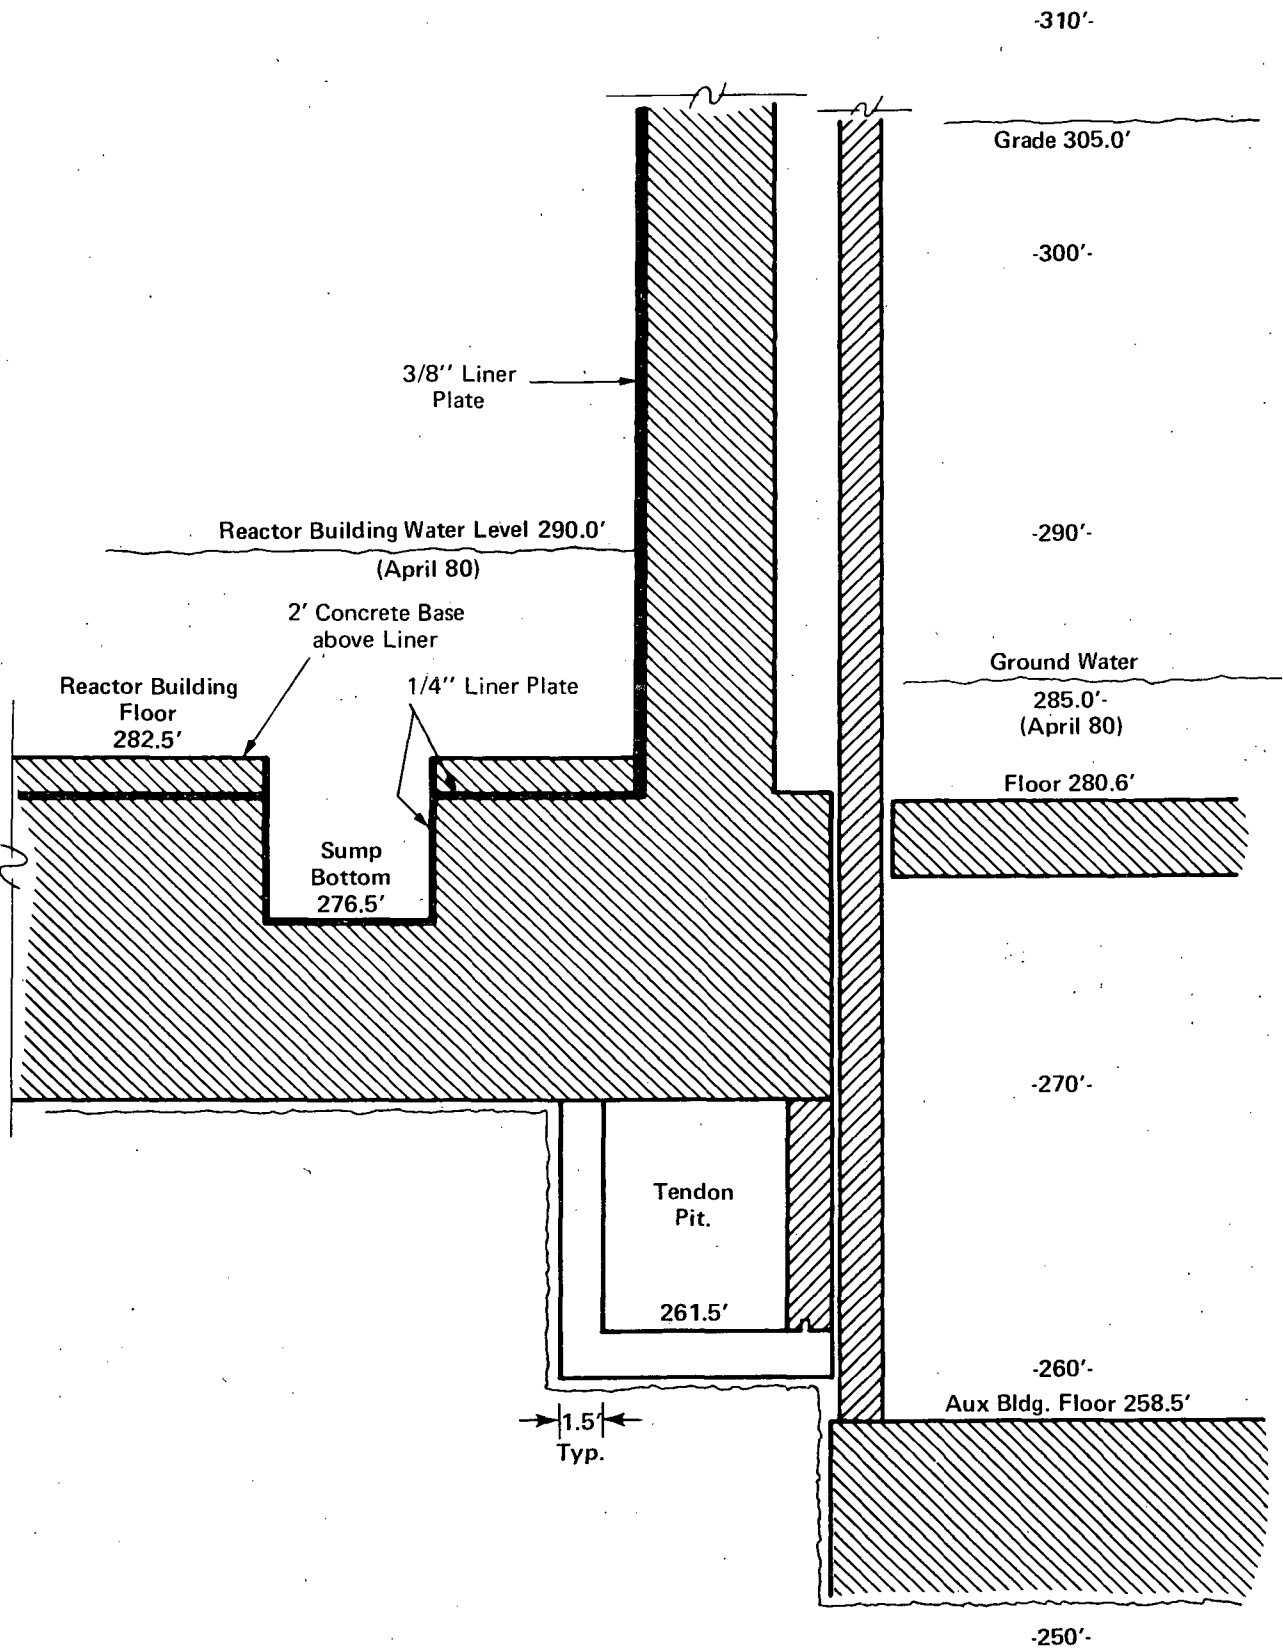 -310'-
Grade 305.0'
-300'-
3/8'' Liner
Plate
Reactor Building Water Level 290.0'
(April 80)
-290'-
2' Concrete Base
above Liner
Ground Water
285.0'-
(April 80)
Reactor Building
Floor
282.5'
1/4'' Liner Plate
Floor 280.6'
Sump
Bottom
276.5'
-270'-
Tendon
Pit.
261.5'
-260'-
Aux Bldg. Floor 258.5'
1.5'
Typ.
-250'-